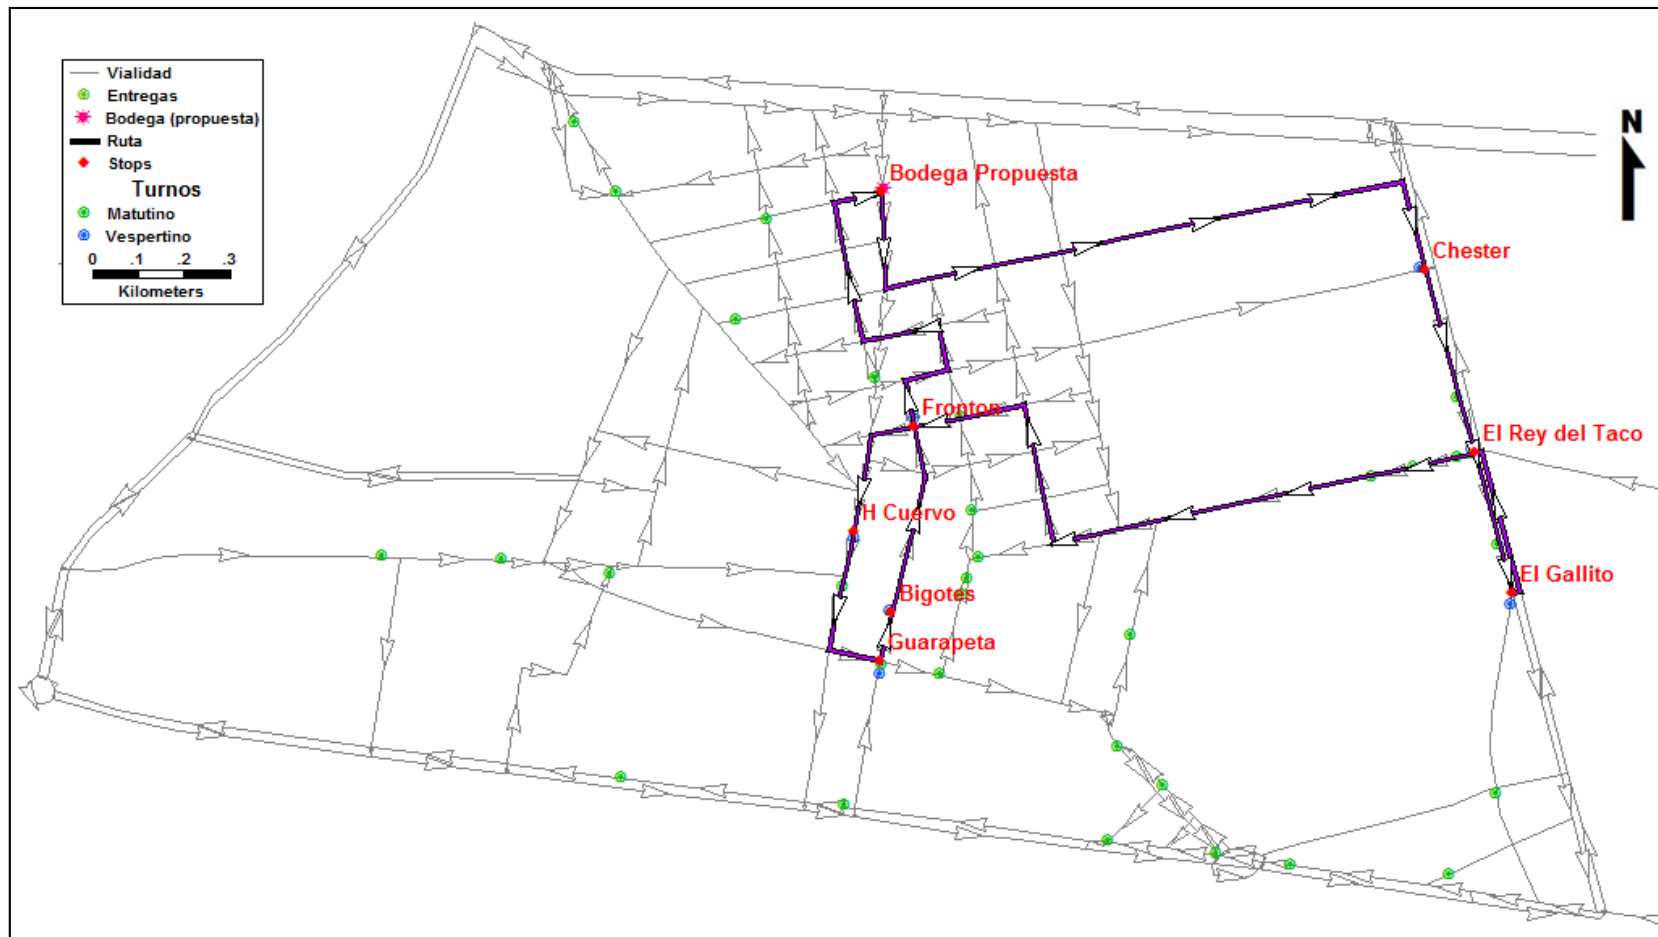 Vialidad
Entregas
Bodega (propuesta)
Ruta
Stops
Turnos
Matutino
Vespertino
0 .1 .2 .3
Kilometers
N
Bodega Propuesta
Chester
Fronton
El Rey del Taco
H Cuervo
El Gallito
Bigotes
Guarapeta